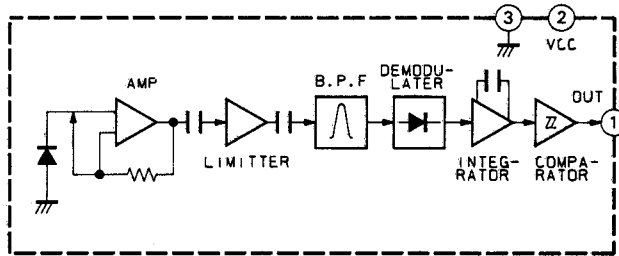 3
2
VCC
AMP
B.P.F
DEMODU-
LATER
OUT
1
LIMITTER
INTEG-
RATOR
COMPA-
RATOR